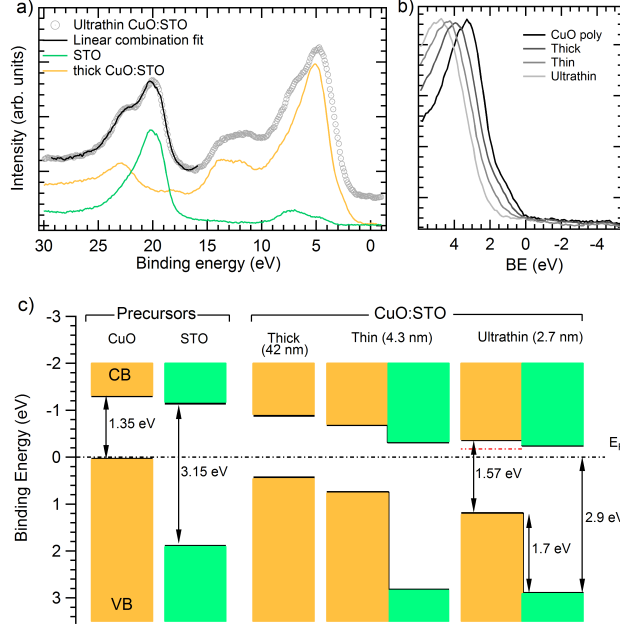 a)
Ultrathin CuO:STO
Linear combination fit
STO
thick CuO:STO
Intensity (arb. units)
30 25 20 15 10 5 0
Binding energy (eV)
b)
CuO poly
Thick
Thin
Ultrathin
4 2 0 -2 -4
BE (eV)
c)
Precursors
CuO:STO
CuO
STO
Thick
(42 nm)
Thin (4.3 nm)
Ultrathin (2.7 nm)
Binding Energy (eV)
-3
-2
-1
0
1
2
3
CB
1.35 eV
3.15 eV
VB
1.57 eV
1.7 eV
2.9 eV